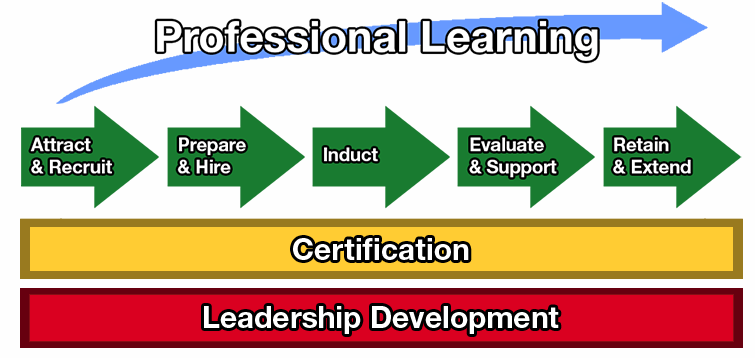 Professional Learning
Attract
& Recruit
Prepare
& Hire
Induct
Evaluate
& Support
Retain
& Extend
Certification
Leadership Development